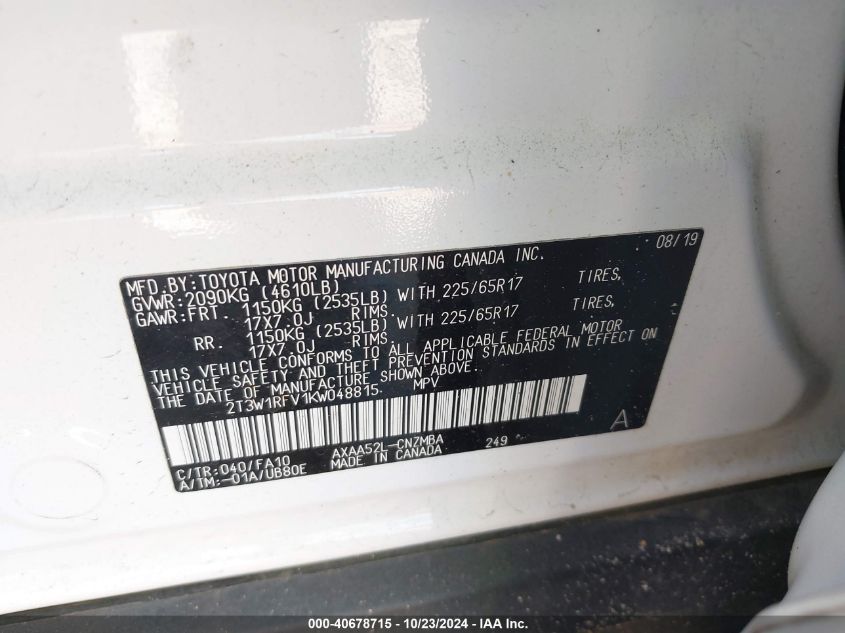 08/19
MFD.BY:TOYOTA MOTOR MANUFACTURING CANADA INC.
GVWR:2090KG (4610LB)
GAWR:FRT. 1150KG (2535LB) WITH 225/65R17 TIRES,
17X7.0J RIMS.
RR. 1150KG (2535LB) WITH 225/65R17 TIRES,
17X7.0J RIMS.
THIS VEHICLE CONFORMS TO ALL APPLICABLE FEDERAL MOTOR
VEHICLE SAFETY AND THEFT PREVENTION STANDARDS IN EFFECT ON
THE DATE OF MANUFACTURE SHOWN ABOVE.
2T3W1RFV1KW048815 MPV
A
C/TR:040/FA10 AXAA52L-CNZMBA 249
A/TM:-01A/UB80E MADE IN CANADA
000-40678715 - 10/23/2024 - IAA Inc.